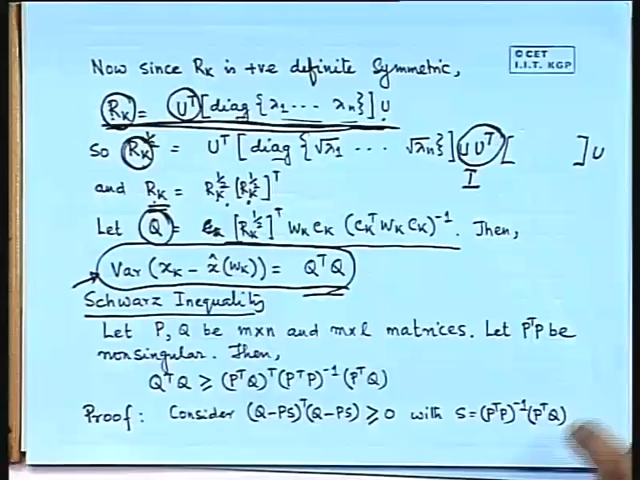 © CET
I.I.T. KGP
Now since R_K is +ve definite Symmetric,
R_K = U^T [diag {λ_1 ... λ_n}] U
So R_K^{1/2} = U^T [diag {√λ_1 ... √λ_n}] U U^T [ ] U
I
and R_K = R_K^{1/2} [R_K^{1/2}]^T
Let Q = [R_K^{1/2}]^T W_K C_K (C_K^T W_K C_K)^{-1}. Then,
Var (x_K - x̂(W_K)) = Q^T Q
Schwarz Inequality
Let P, Q be m×n and m×l matrices. Let P^T P be
nonsingular. Then,
Q^T Q ≥ (P^T Q)^T (P^T P)^{-1} (P^T Q)
Proof: Consider (Q-PS)^T (Q-PS) ≥ 0 with S = (P^T P)^{-1} (P^T Q)